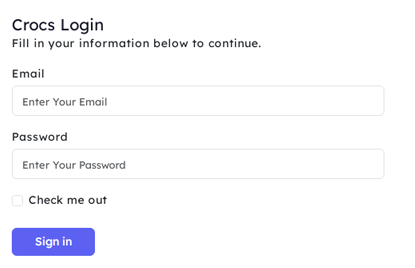 Crocs Login
Fill in your information below to continue.
Email
Enter Your Email
Password
Enter Your Password
Check me out
Sign in